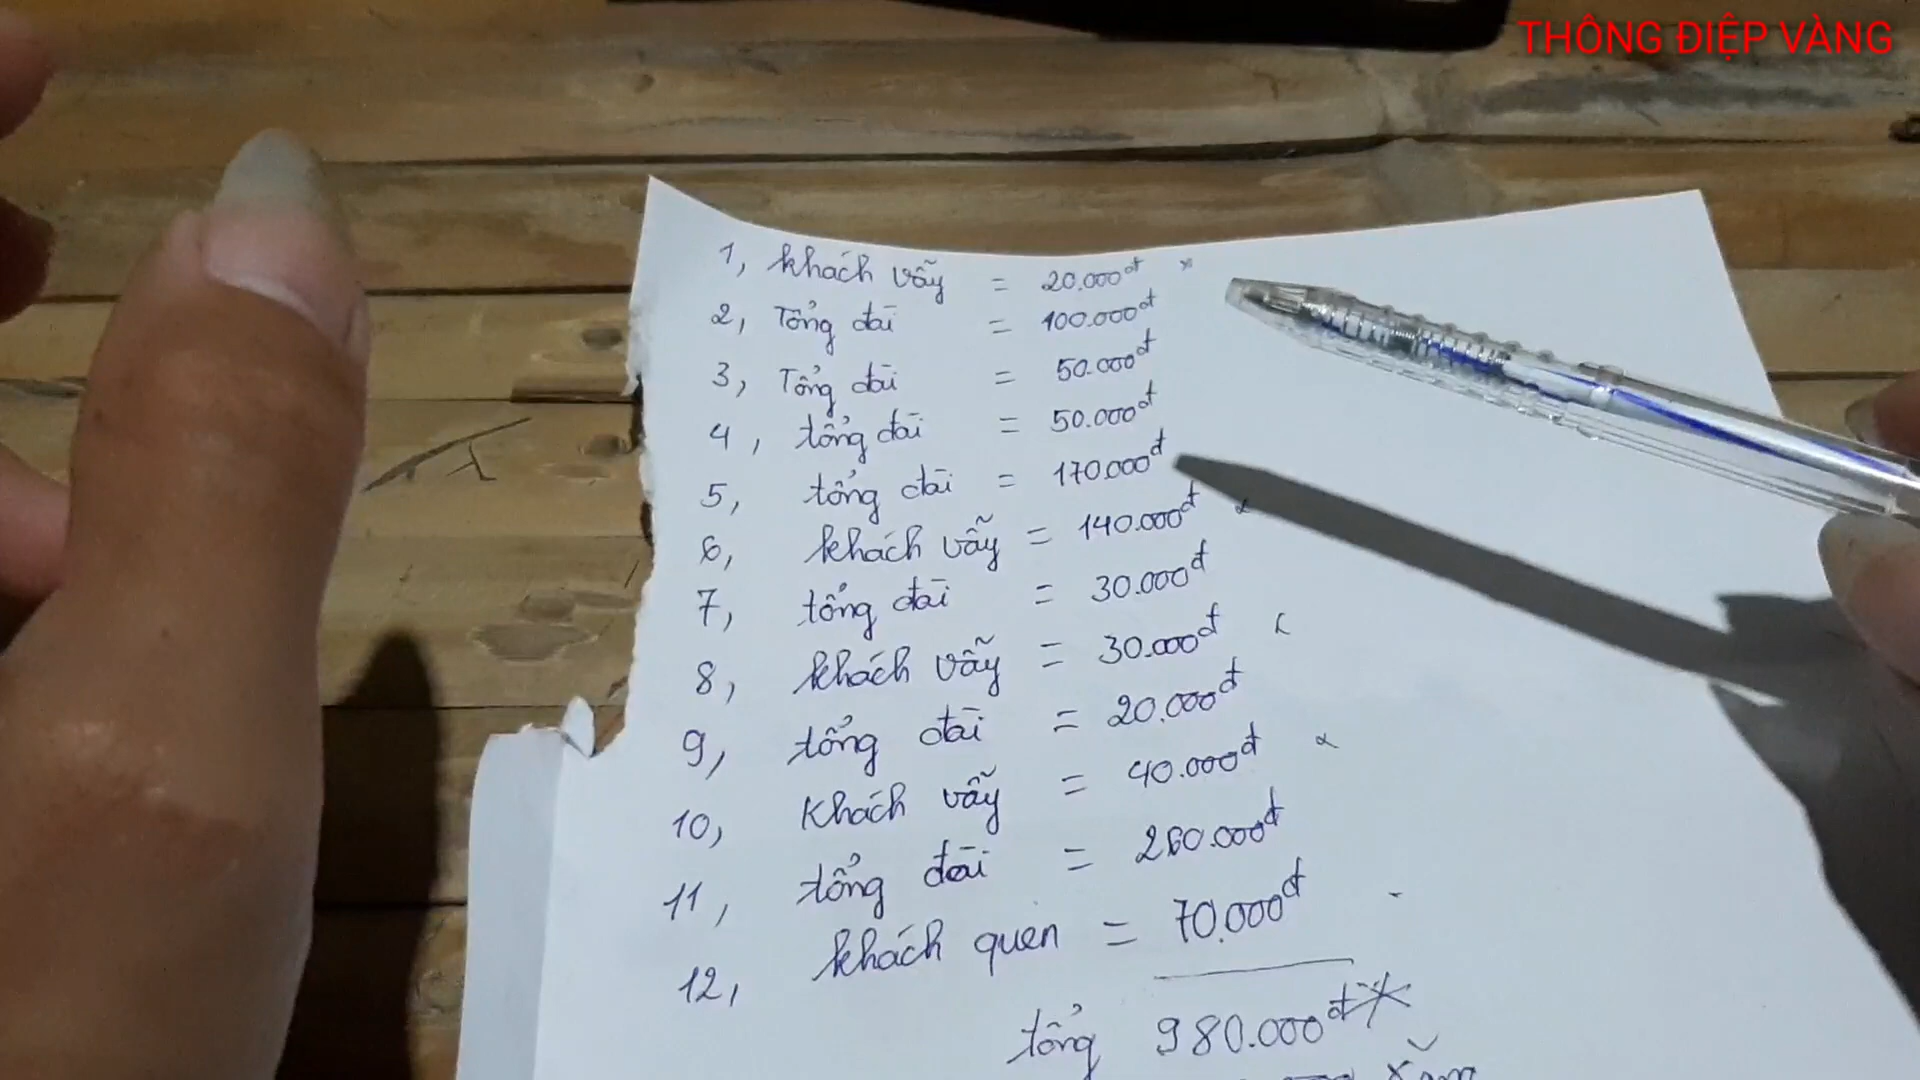 THÔNG ĐIỆP VÀNG
1, khách vẫy = 20.000đ x
2, Tổng đài = 100.000đ
3, Tổng đài = 50.000đ
4, tổng đài = 50.000đ
5, tổng đài = 170.000đ
6, khách vẫy = 140.000đ
7, tổng đài = 30.000đ
8, khách vẫy = 30.000đ
9, tổng đài = 20.000đ
10, Khách vẫy = 40.000đ
11, tổng đài = 260.000đ
12, khách quen = 70.000đ
tổng 980.000đ